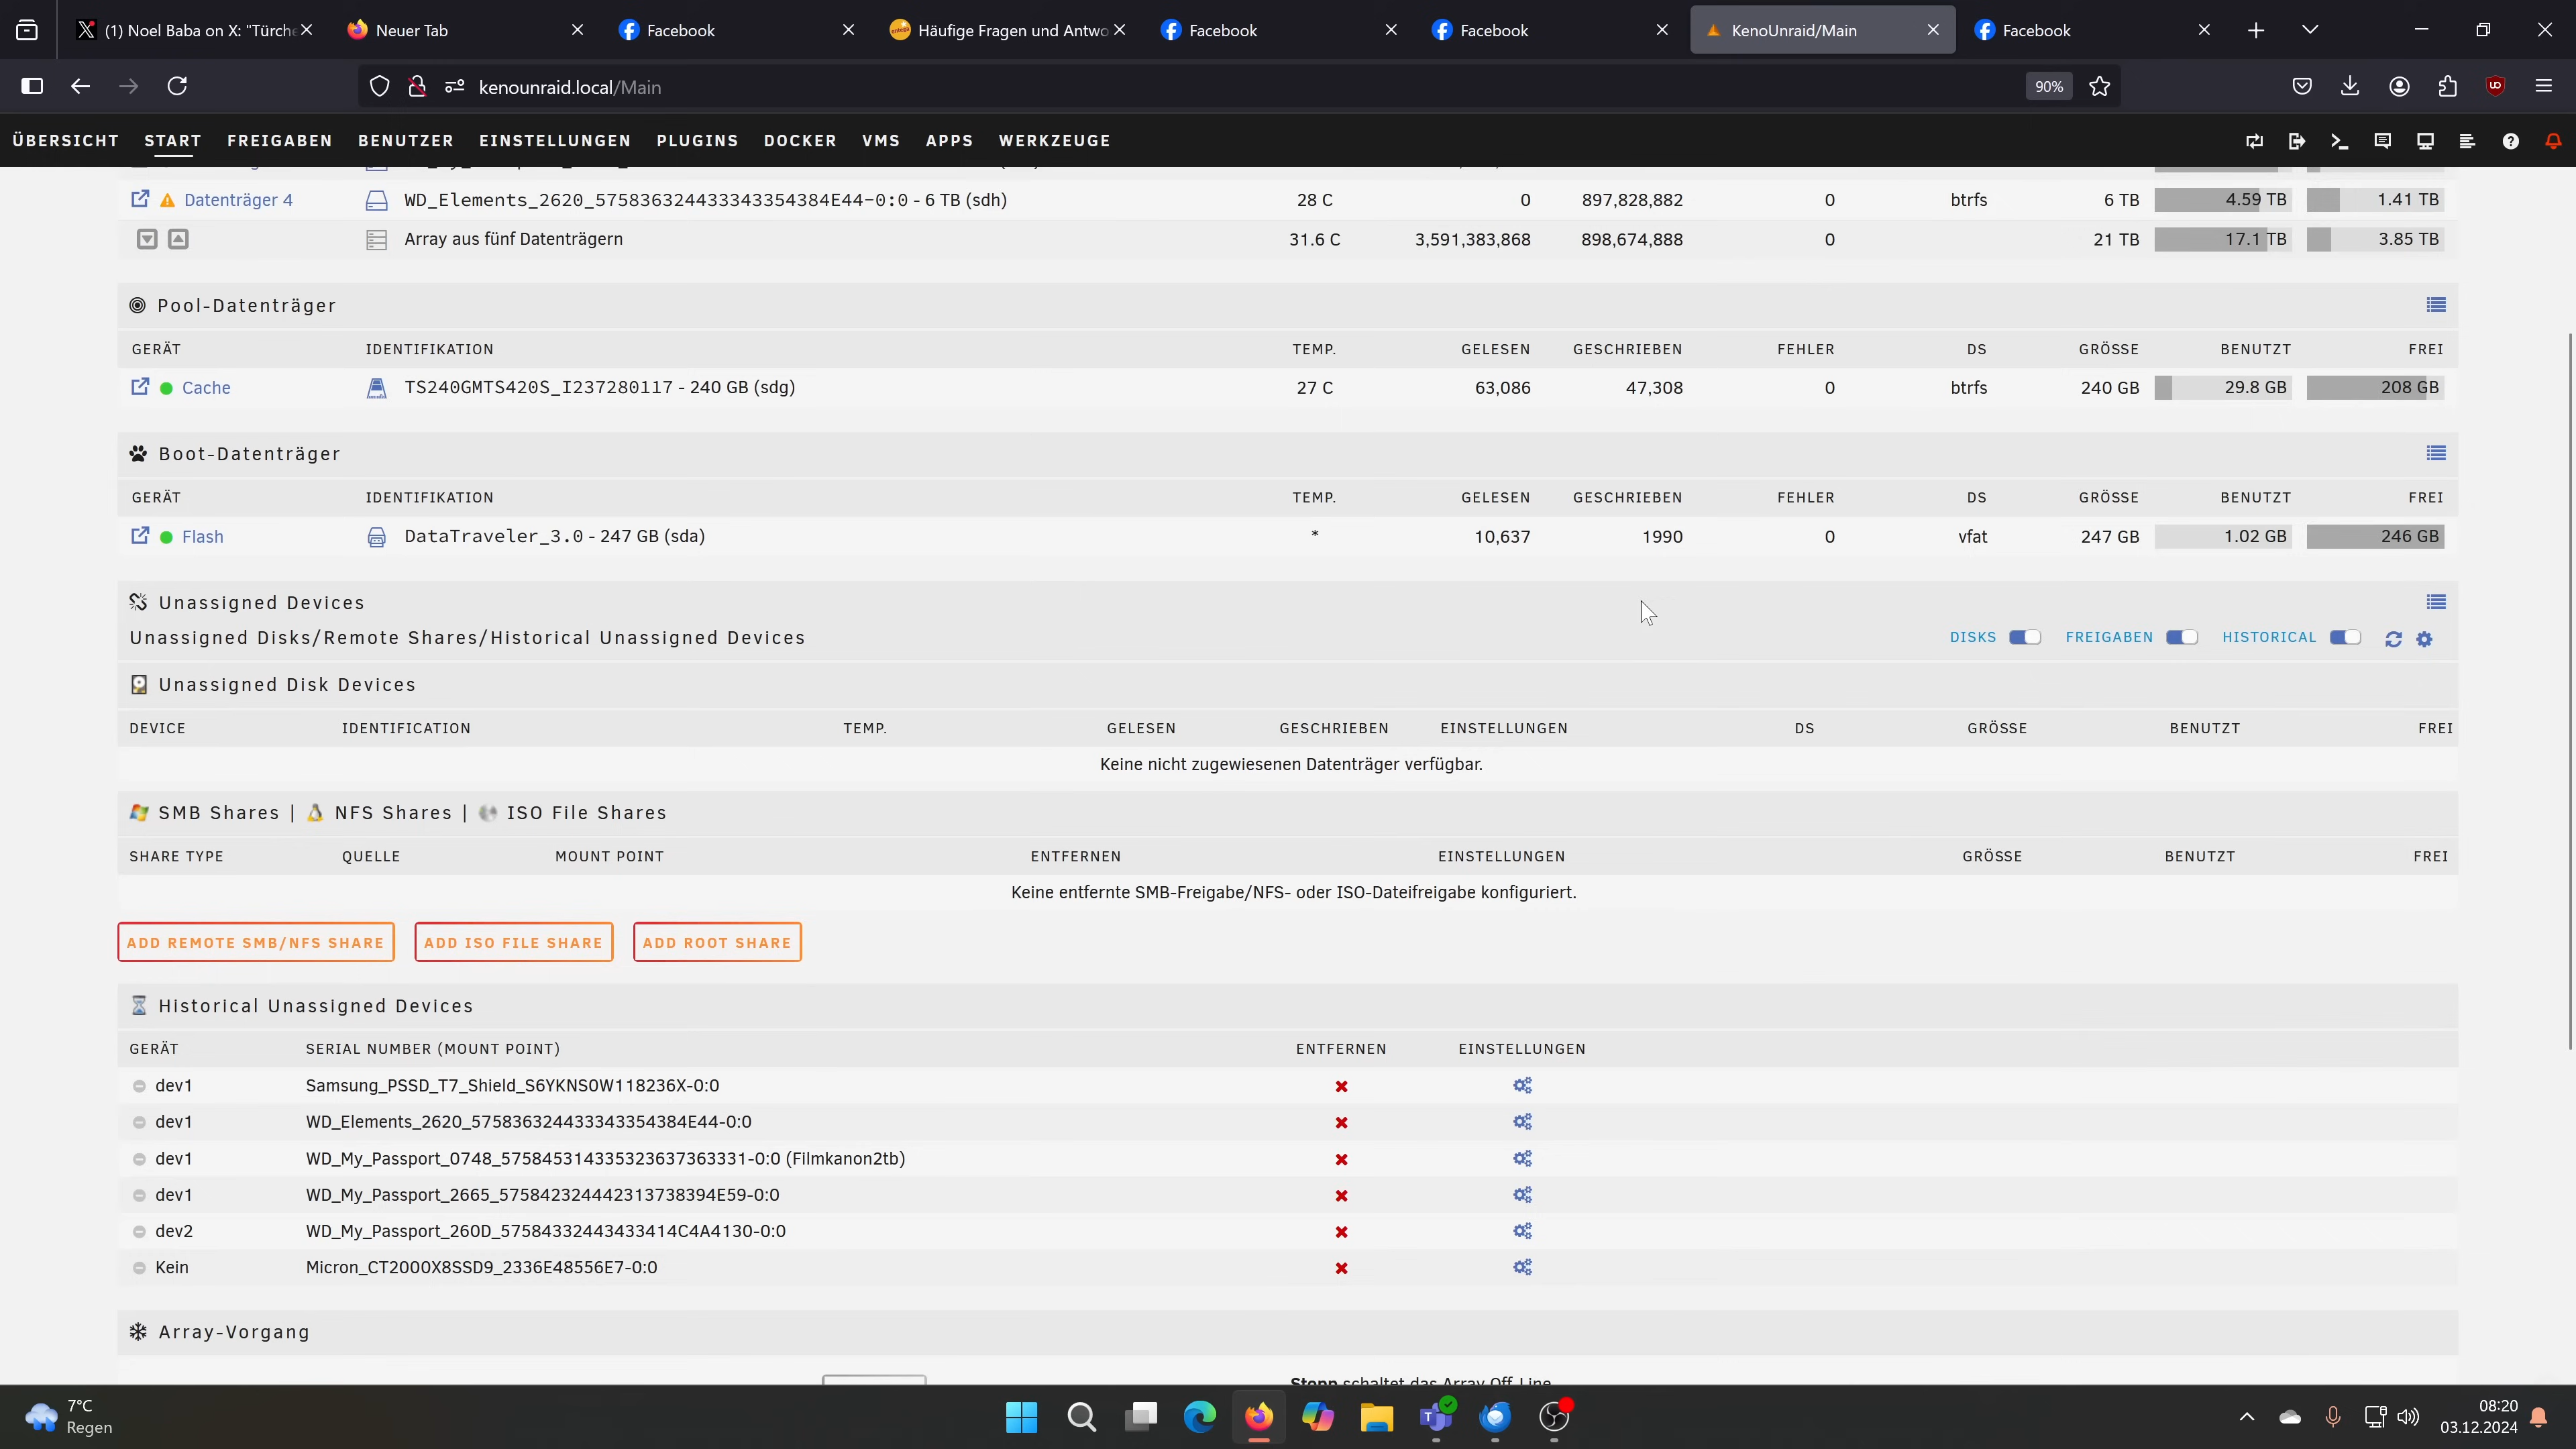 (1) Noel Baba on X: "Türche
Neuer Tab
Facebook
Häufige Fragen und Antwo
Facebook
Facebook
KenoUnraid/Main
Facebook
kenounraid.local/Main
90%
ÜBERSICHT START FREIGABEN BENUTZER EINSTELLUNGEN PLUGINS DOCKER VMS APPS WERKZEUGE
Datenträger 4 WD_Elements_2620_575836324433343354384E44-0:0 - 6 TB (sdh) 28 C 0 897,828,882 0 btrfs 6 TB 4.59 TB 1.41 TB
Array aus fünf Datenträgern 31.6 C 3,591,383,868 898,674,888 0 21 TB 17.1 TB 3.85 TB
Pool-Datenträger
GERÄT IDENTIFIKATION TEMP. GELESEN GESCHRIEBEN FEHLER DS GRÖSSE BENUTZT FREI
Cache TS240GMTS420S_I237280117 - 240 GB (sdg) 27 C 63,086 47,308 0 btrfs 240 GB 29.8 GB 208 GB
Boot-Datenträger
GERÄT IDENTIFIKATION TEMP. GELESEN GESCHRIEBEN FEHLER DS GRÖSSE BENUTZT FREI
Flash DataTraveler_3.0 - 247 GB (sda) * 10,637 1990 0 vfat 247 GB 1.02 GB 246 GB
Unassigned Devices
Unassigned Disks/Remote Shares/Historical Unassigned Devices DISKS FREIGABEN HISTORICAL
Unassigned Disk Devices
DEVICE IDENTIFICATION TEMP. GELESEN GESCHRIEBEN EINSTELLUNGEN DS GRÖSSE BENUTZT FREI
Keine nicht zugewiesenen Datenträger verfügbar.
SMB Shares | NFS Shares | ISO File Shares
SHARE TYPE QUELLE MOUNT POINT ENTFERNEN EINSTELLUNGEN GRÖSSE BENUTZT FREI
Keine entfernte SMB-Freigabe/NFS- oder ISO-Dateifreigabe konfiguriert.
ADD REMOTE SMB/NFS SHARE ADD ISO FILE SHARE ADD ROOT SHARE
Historical Unassigned Devices
GERÄT SERIAL NUMBER (MOUNT POINT) ENTFERNEN EINSTELLUNGEN
dev1 Samsung_PSSD_T7_Shield_S6YKNS0W118236X-0:0
dev1 WD_Elements_2620_575836324433343354384E44-0:0
dev1 WD_My_Passport_0748_575845314335323637363331-0:0 (Filmkanon2tb)
dev1 WD_My_Passport_2665_575842324442313738394E59-0:0
dev2 WD_My_Passport_260D_57584332443433414C4A4130-0:0
Kein Micron_CT2000X8SSD9_2336E48556E7-0:0
Array-Vorgang
Stopp schaltet das Array Off-Line
7°C
Regen
08:20
03.12.2024